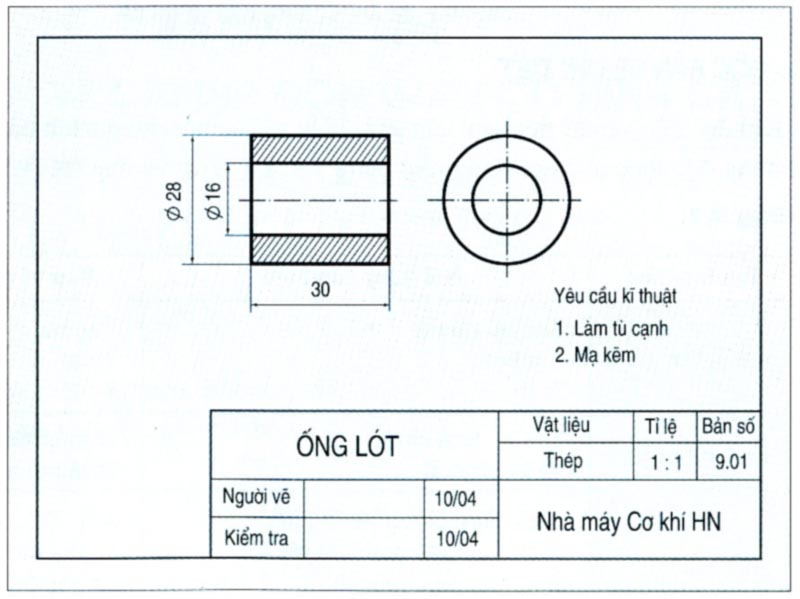 Ø 28
Ø 16
30
Yêu cầu kĩ thuật
1. Làm tù cạnh
2. Mạ kẽm
ỐNG LÓT
Vật liệu
Tỉ lệ
Bản số
Thép
1 : 1
9.01
Người vẽ
10/04
Kiểm tra
10/04
Nhà máy Cơ khí HN